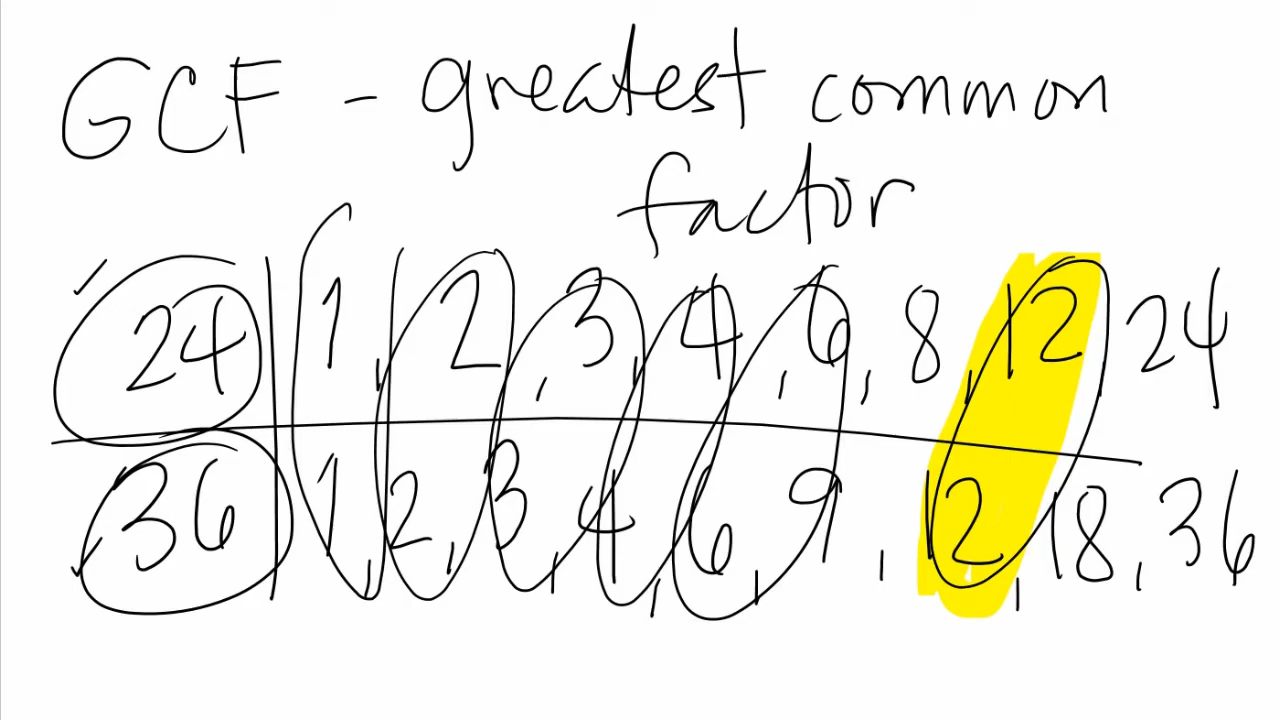 GCF - greatest common
factor
24 1, 2, 3, 4, 6, 8, 12 24
36 1, 2, 3, 4, 6, 9, 12, 18, 36